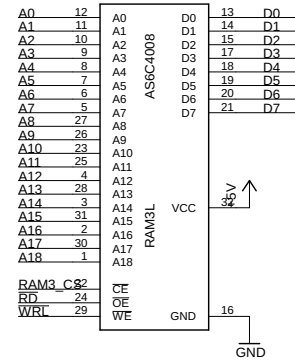 A0 12 A0 D0 13 D0
A1 11 A1 D1 14 D1
A2 10 A2 D2 15 D2
A3 9 A3 D3 17 D3
A4 8 A4 D4 18 D4
A5 7 A5 D5 19 D5
A6 6 A6 D6 20 D6
A7 5 A7 D7 21 D7
A8 27 A8
A9 26 A9
A10 23 A10
A11 25 A11
A12 4 A12
A13 28 A13
A14 3 A14
A15 31 A15
A16 2 A16
A17 30 A17
A18 1 A18
AS6C4008
RAM3L
VCC 32 +5V
RAM3_CS 22 CE
RD 24 OE
WRL 29 WE
GND 16
GND